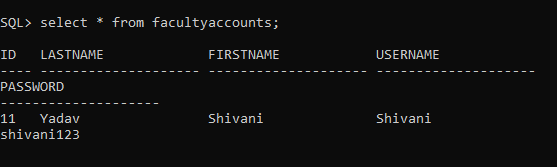 SQL> select * from facultyaccounts;
ID LASTNAME FIRSTNAME USERNAME
---- -------------------- -------------------- --------------------
PASSWORD
--------------------
11 Yadav Shivani Shivani
shivani123